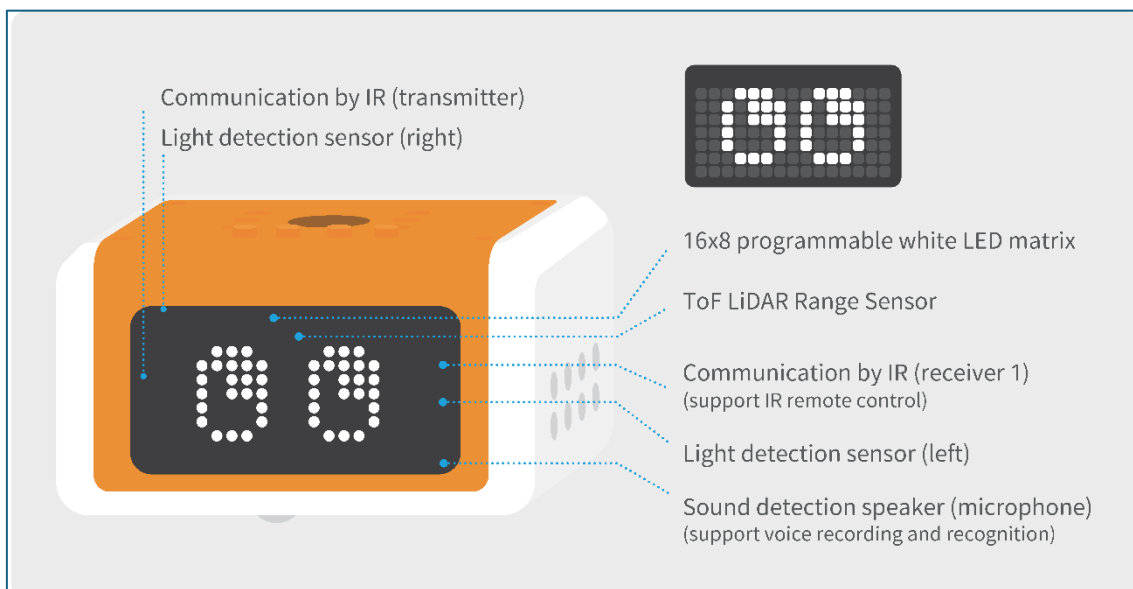 Communication by IR (transmitter)
Light detection sensor (right)
16x8 programmable white LED matrix
ToF LiDAR Range Sensor
Communication by IR (receiver 1)
(support IR remote control)
Light detection sensor (left)
Sound detection speaker (microphone)
(support voice recording and recognition)